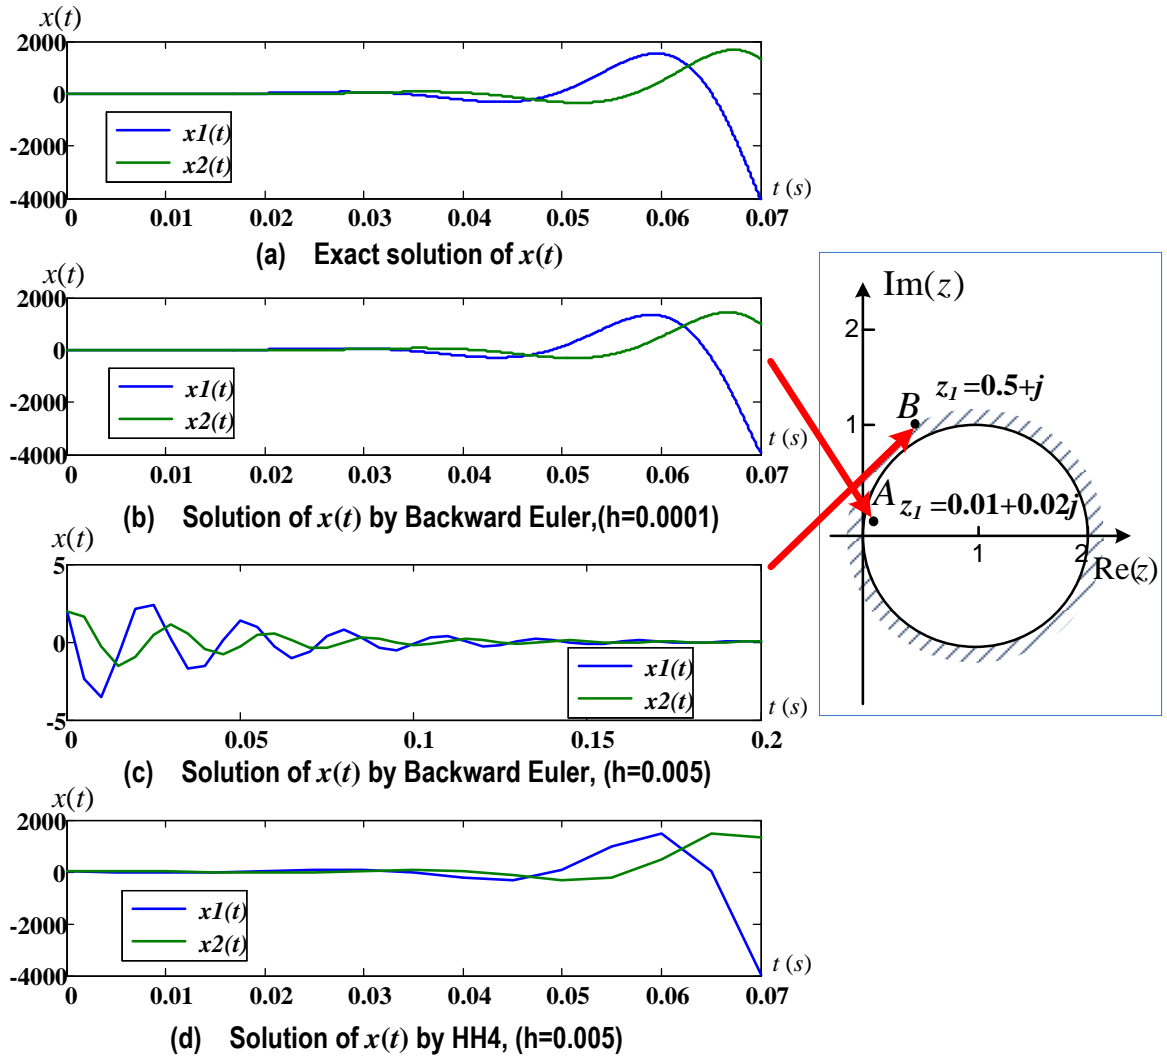 x(t)
2000
0
-2000
-4000
x1(t)
x2(t)
t (s)
0 0.01 0.02 0.03 0.04 0.05 0.06 0.07
(a) Exact solution of x(t)
x(t)
2000
0
-2000
-4000
x1(t)
x2(t)
t (s)
0 0.01 0.02 0.03 0.04 0.05 0.06 0.07
(b) Solution of x(t) by Backward Euler,(h=0.0001)
x(t)
5
0
-5
x1(t)
x2(t)
t (s)
0 0.05 0.1 0.15 0.2
(c) Solution of x(t) by Backward Euler, (h=0.005)
x(t)
2000
0
-2000
-4000
x1(t)
x2(t)
t (s)
0 0.01 0.02 0.03 0.04 0.05 0.06 0.07
(d) Solution of x(t) by HH4, (h=0.005)
Im(z)
2
z1=0.5+j
B
1
A
z1=0.01+0.02j
1
2
Re(z)